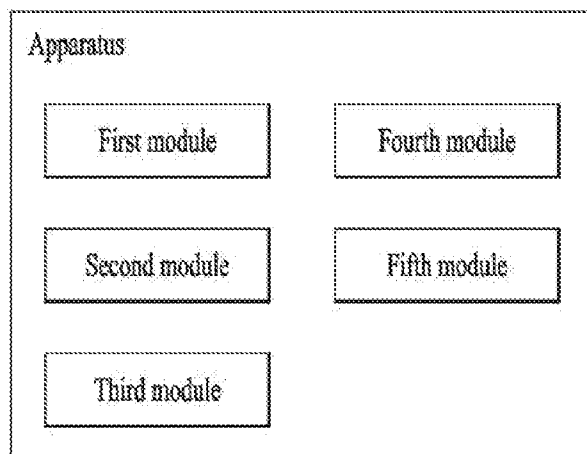 Apparatus
First module
Fourth module
Second module
Fifth module
Third module